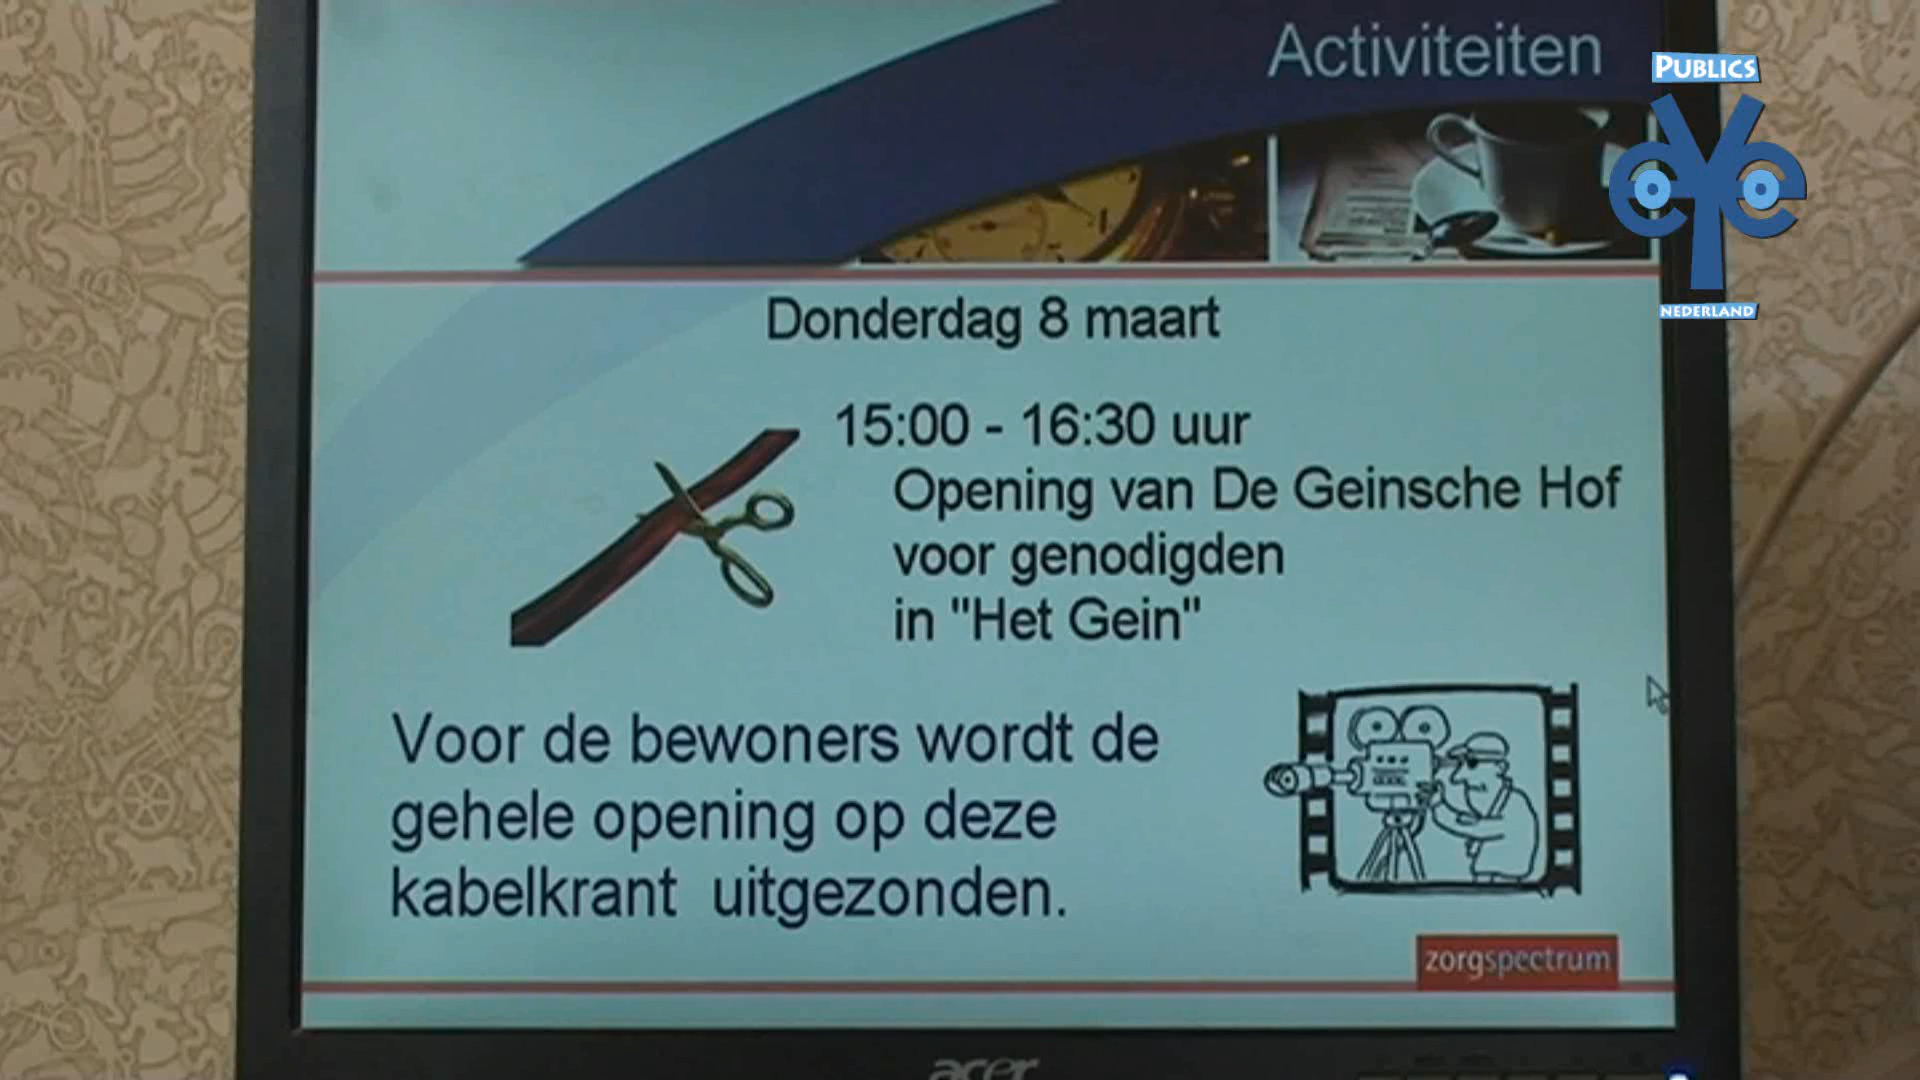 Activiteiten
PUBLICS
eYe
NEDERLAND
Donderdag 8 maart
15:00 - 16:30 uur
Opening van De Geinsche Hof
voor genodigden
in "Het Gein"
Voor de bewoners wordt de
gehele opening op deze
kabelkrant uitgezonden.
zorgspectrum
acer